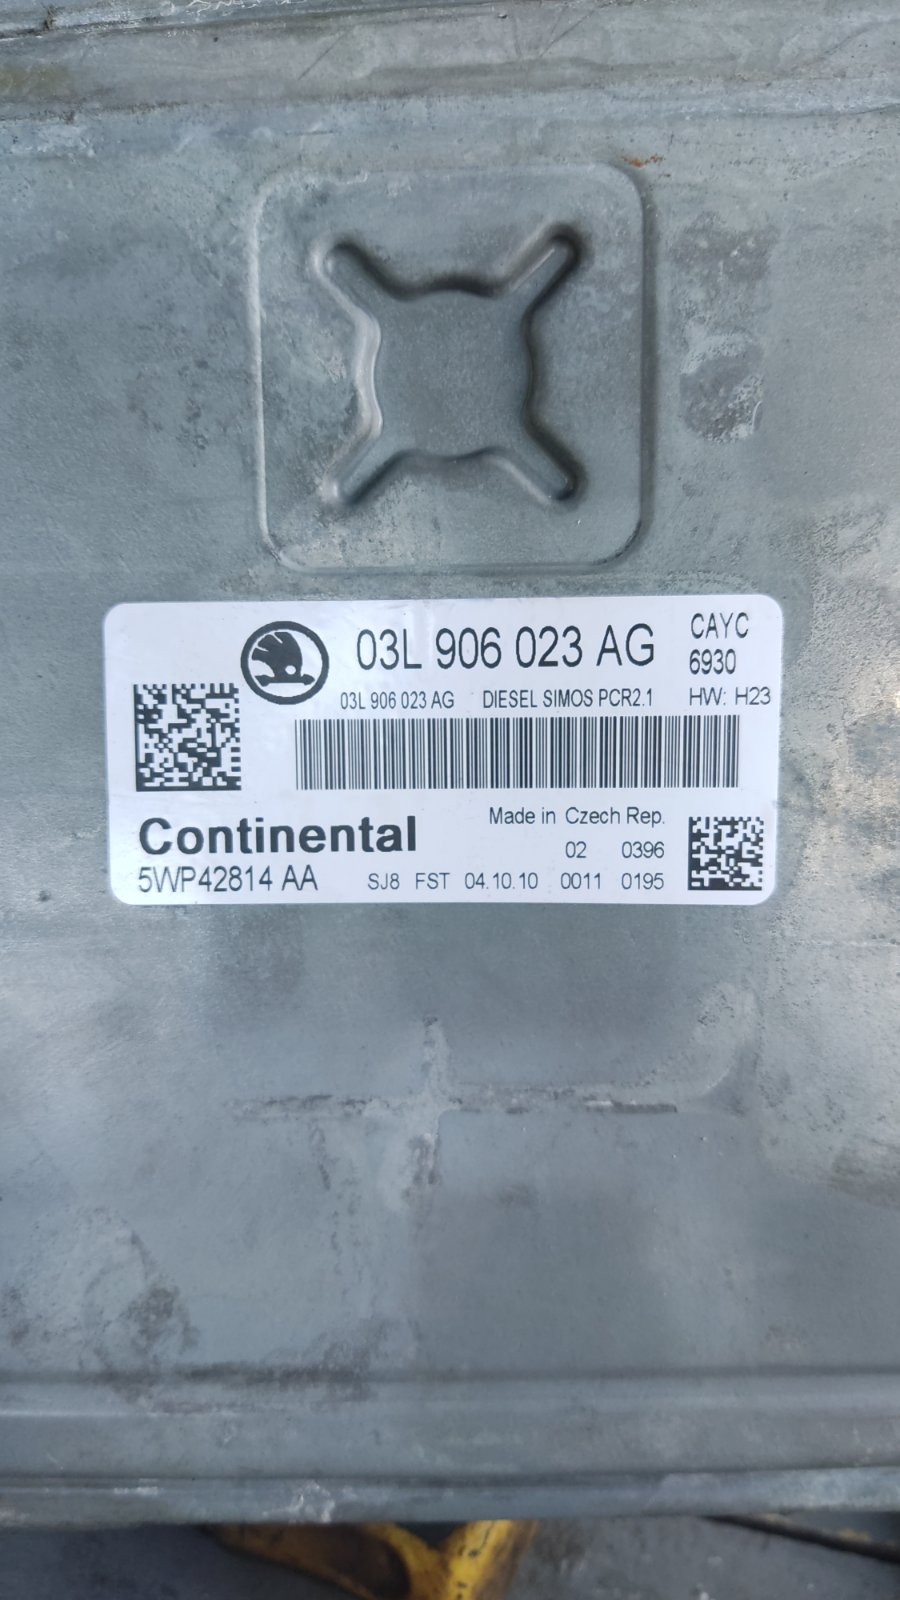 03L 906 023 AG
CAYC
6930
03L 906 023 AG DIESEL SIMOS PCR2.1
HW: H23
Made in Czech Rep.
Continental
02 0396
5WP42814 AA
SJ8 FST 04.10.10 0011 0195